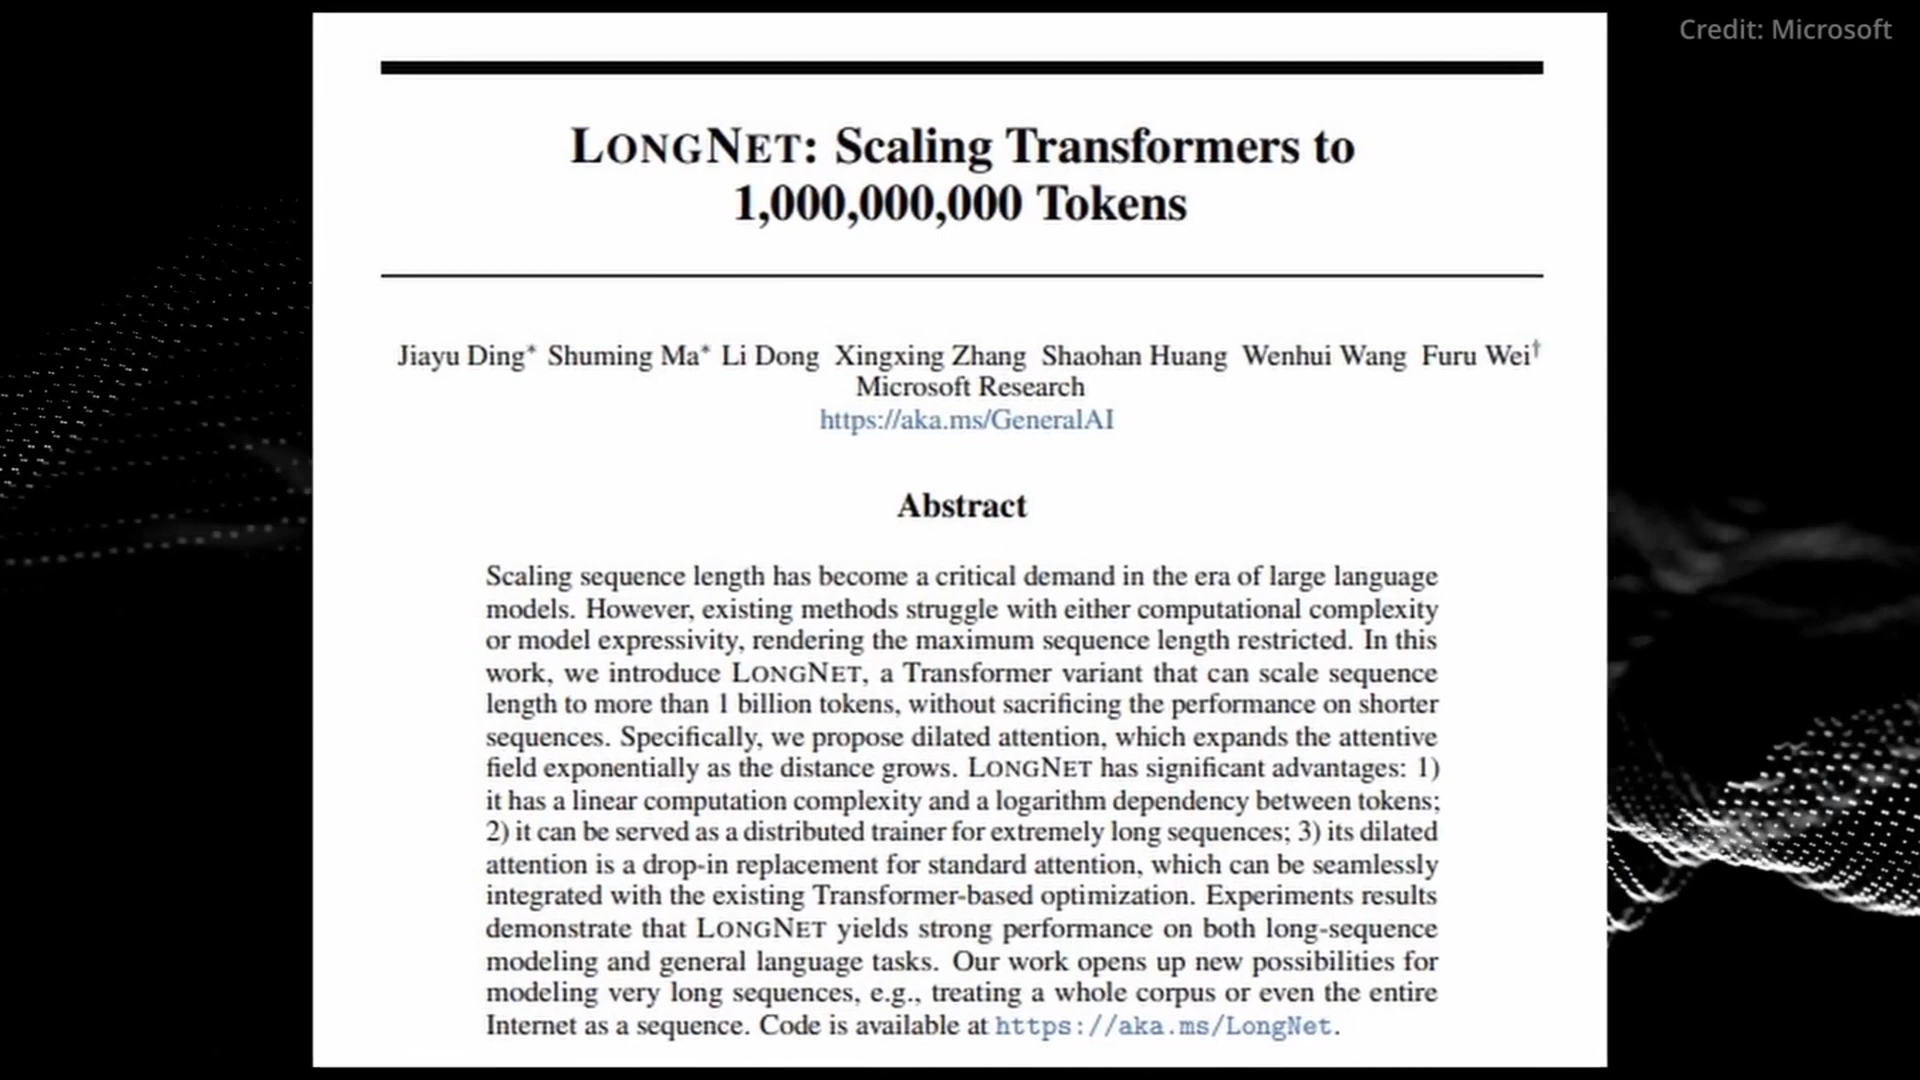 Credit: Microsoft
LONGNET: Scaling Transformers to
1,000,000,000 Tokens
Jiayu Ding* Shuming Ma* Li Dong Xingxing Zhang Shaohan Huang Wenhui Wang Furu Wei†
Microsoft Research
https://aka.ms/GeneralAI
Abstract
Scaling sequence length has become a critical demand in the era of large language
models. However, existing methods struggle with either computational complexity
or model expressivity, rendering the maximum sequence length restricted. In this
work, we introduce LONGNET, a Transformer variant that can scale sequence
length to more than 1 billion tokens, without sacrificing the performance on shorter
sequences. Specifically, we propose dilated attention, which expands the attentive
field exponentially as the distance grows. LONGNET has significant advantages: 1)
it has a linear computation complexity and a logarithm dependency between tokens;
2) it can be served as a distributed trainer for extremely long sequences; 3) its dilated
attention is a drop-in replacement for standard attention, which can be seamlessly
integrated with the existing Transformer-based optimization. Experiments results
demonstrate that LONGNET yields strong performance on both long-sequence
modeling and general language tasks. Our work opens up new possibilities for
modeling very long sequences, e.g., treating a whole corpus or even the entire
Internet as a sequence. Code is available at https://aka.ms/LongNet.